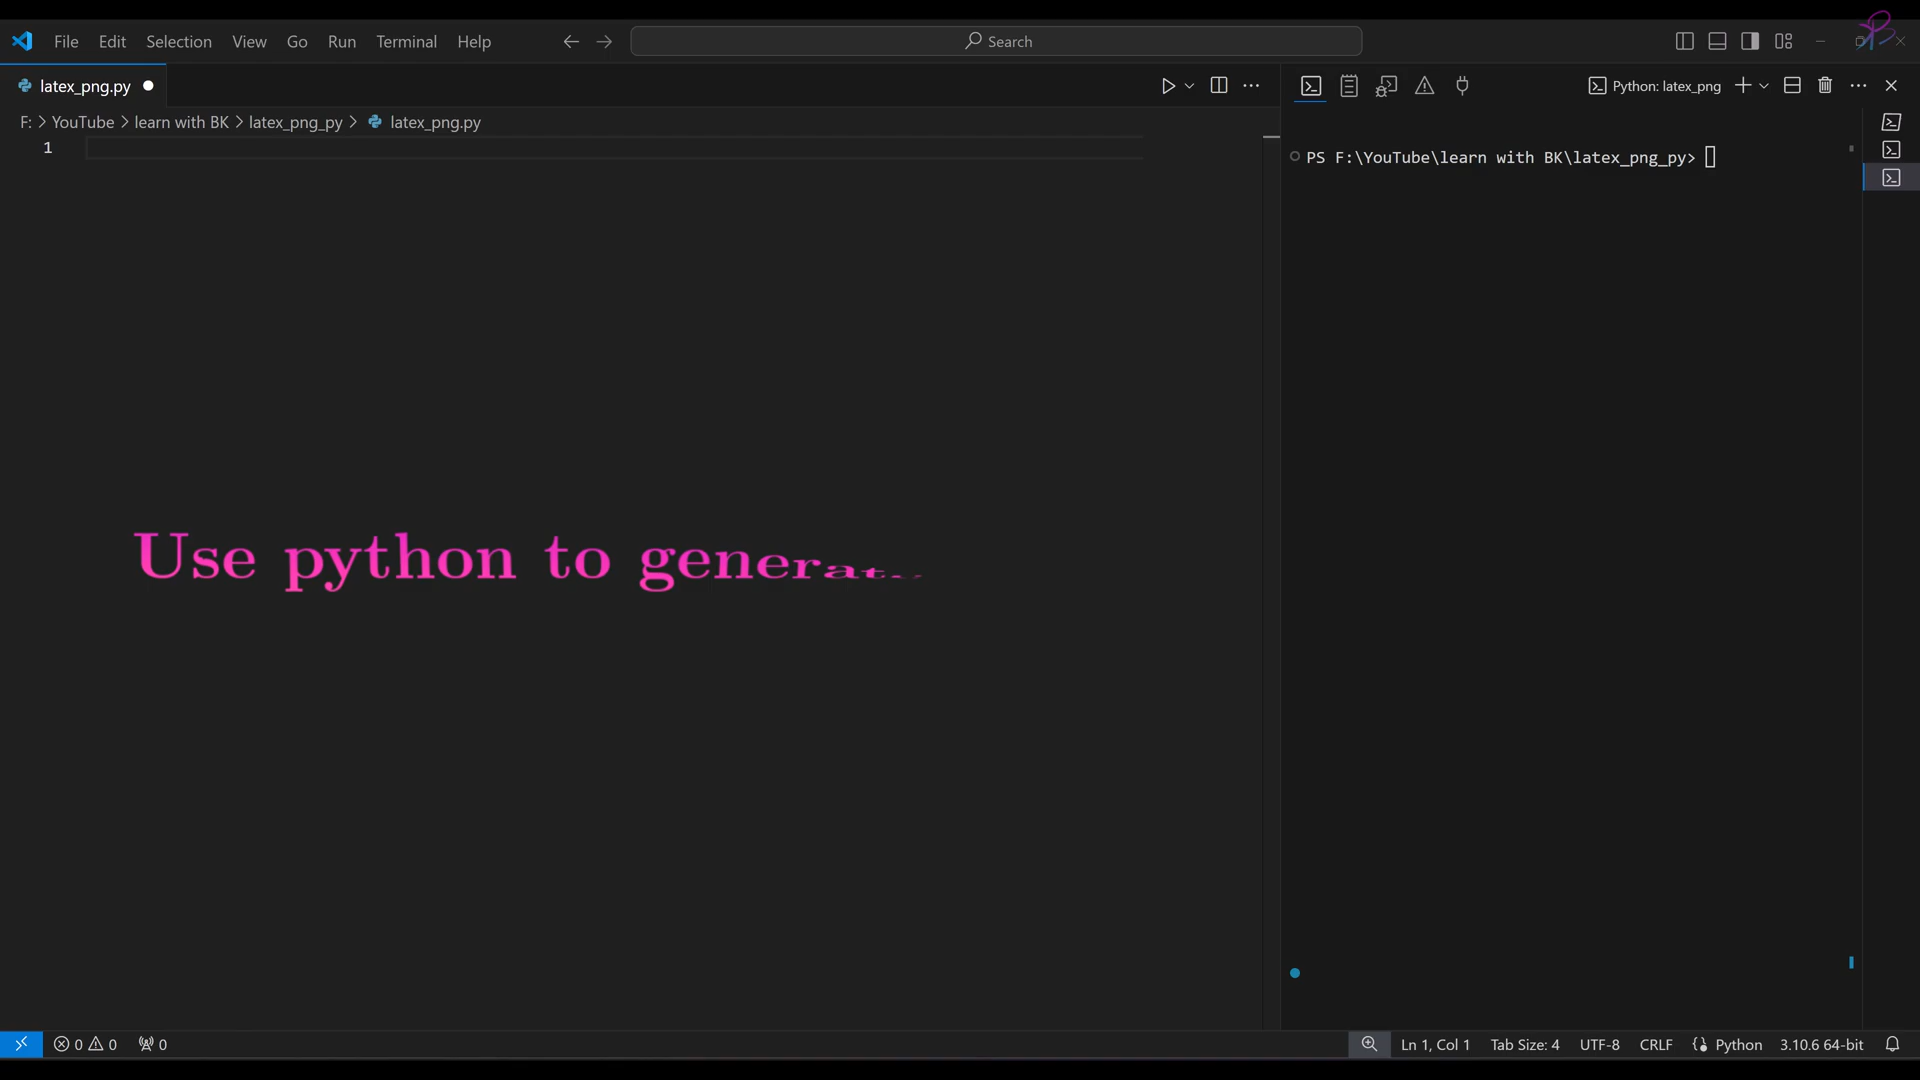 File Edit Selection View Go Run Terminal Help Search
latex_png.py Python: latex_png
F: > YouTube > learn with BK > latex_png_py > latex_png.py
1
PS F:\YouTube\learn with BK\latex_png_py>
Use python to generat
0 0 0 Ln 1, Col 1 Tab Size: 4 UTF-8 CRLF Python 3.10.6 64-bit